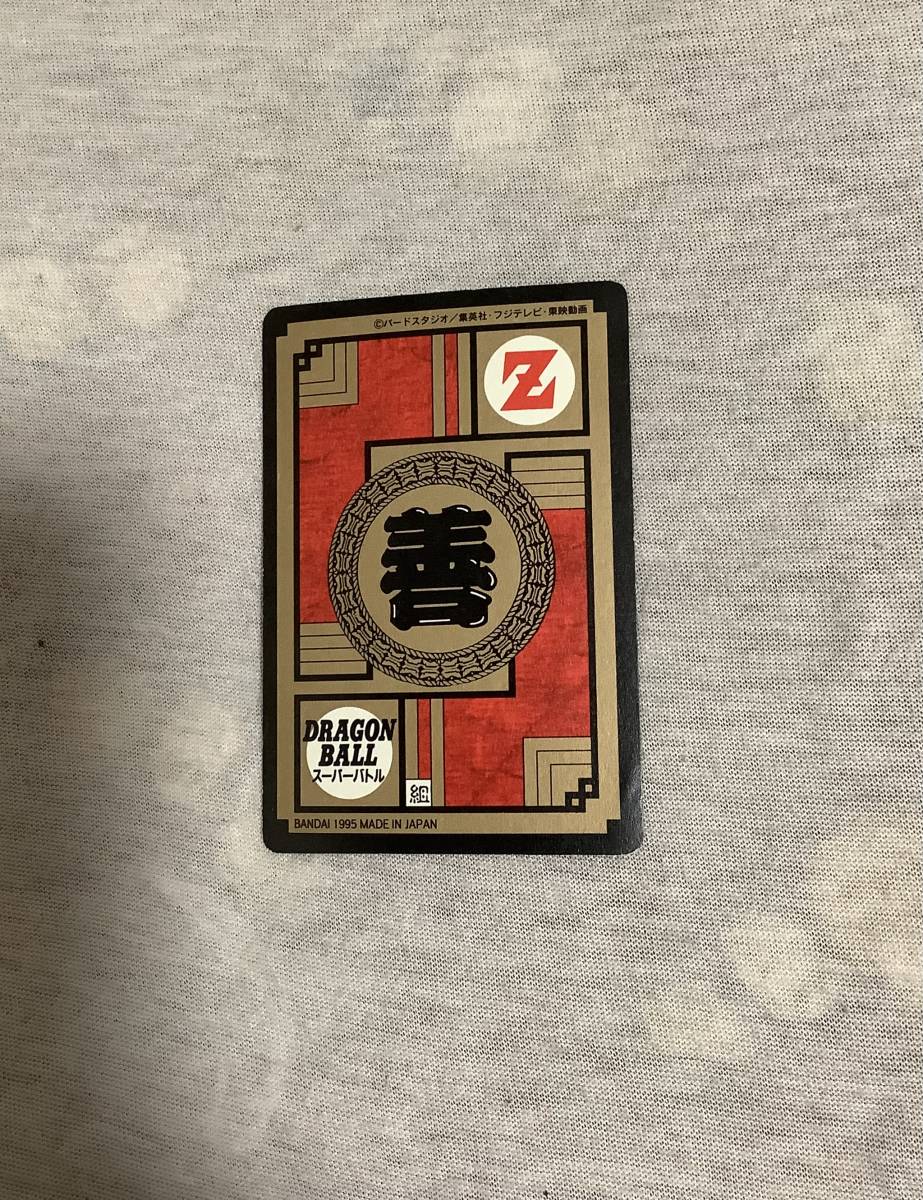 ©バードスタジオ／集英社・フジテレビ・東映動画
Z
善
DRAGON
BALL
スーパーバトル
組
BANDAI 1995 MADE IN JAPAN